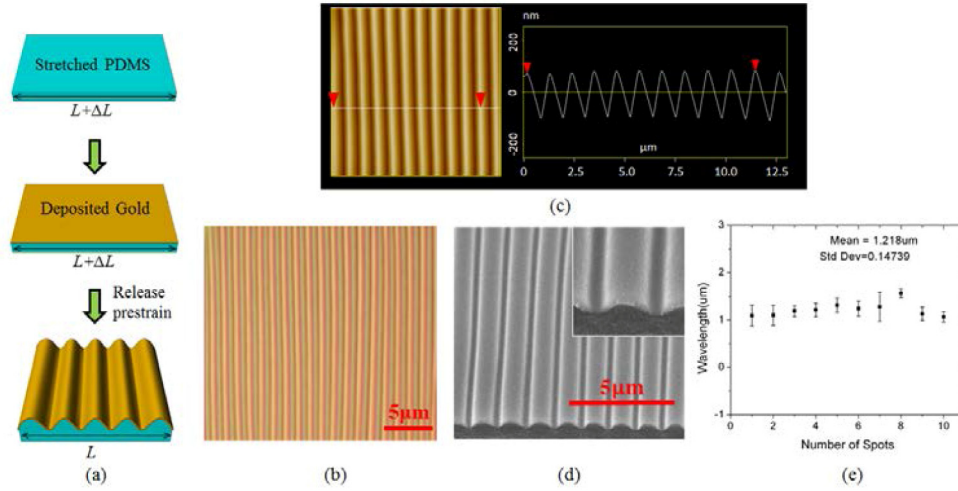 (a)
Stretched PDMS
L+ΔL
Deposited Gold
L+ΔL
Release
prestrain
L
nm
200
0
-200
μm
0 2.5 5.0 7.5 10.0 12.5
(c)
5μm
(b)
5μm
(d)
(e)
Mean = 1.218um
Std Dev=0.14739
Wavelength(um)
3
2
1
0
-1
0 2 4 6 8 10
Number of Spots